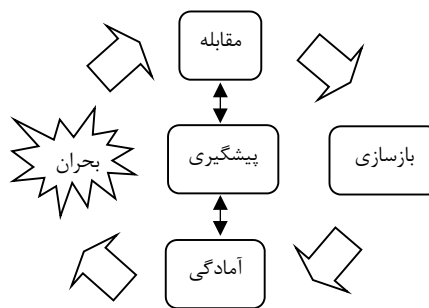 مقابله
بازسازی
پیشگیری
بحران
آمادگی